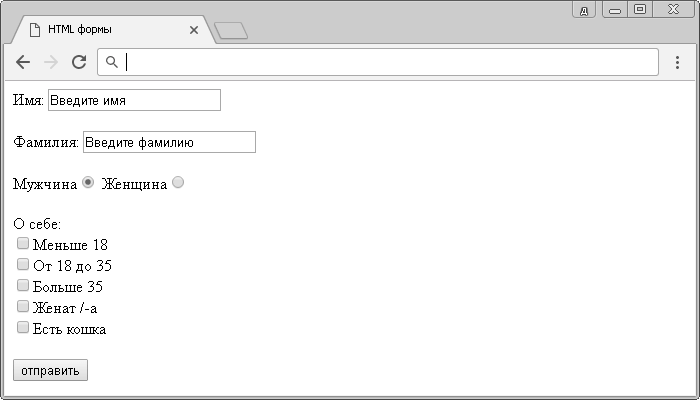 д
HTML формы
Имя: Введите имя
Фамилия: Введите фамилию
Мужчина Женщина
О себе:
Меньше 18
От 18 до 35
Больше 35
Женат /-а
Есть кошка
отправить